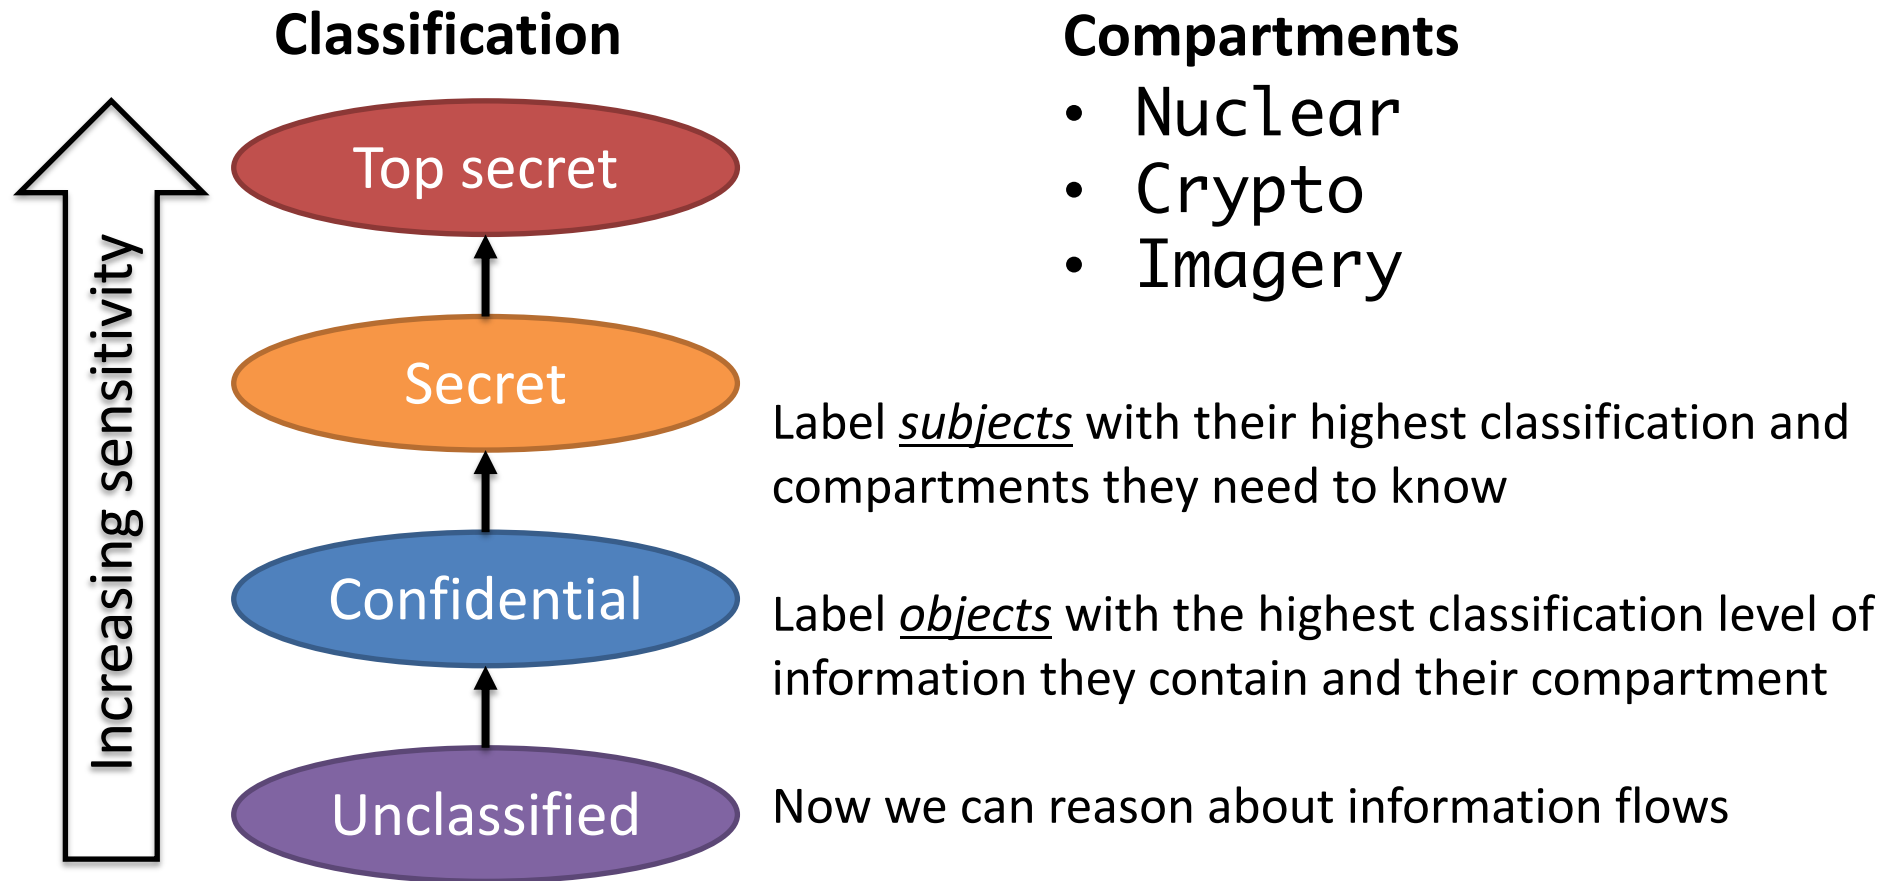 Classification
Increasing sensitivity
Top secret
Secret
Confidential
Unclassified
Compartments
• Nuclear
• Crypto
• Imagery
Label subjects with their highest classification and
compartments they need to know
Label objects with the highest classification level of
information they contain and their compartment
Now we can reason about information flows